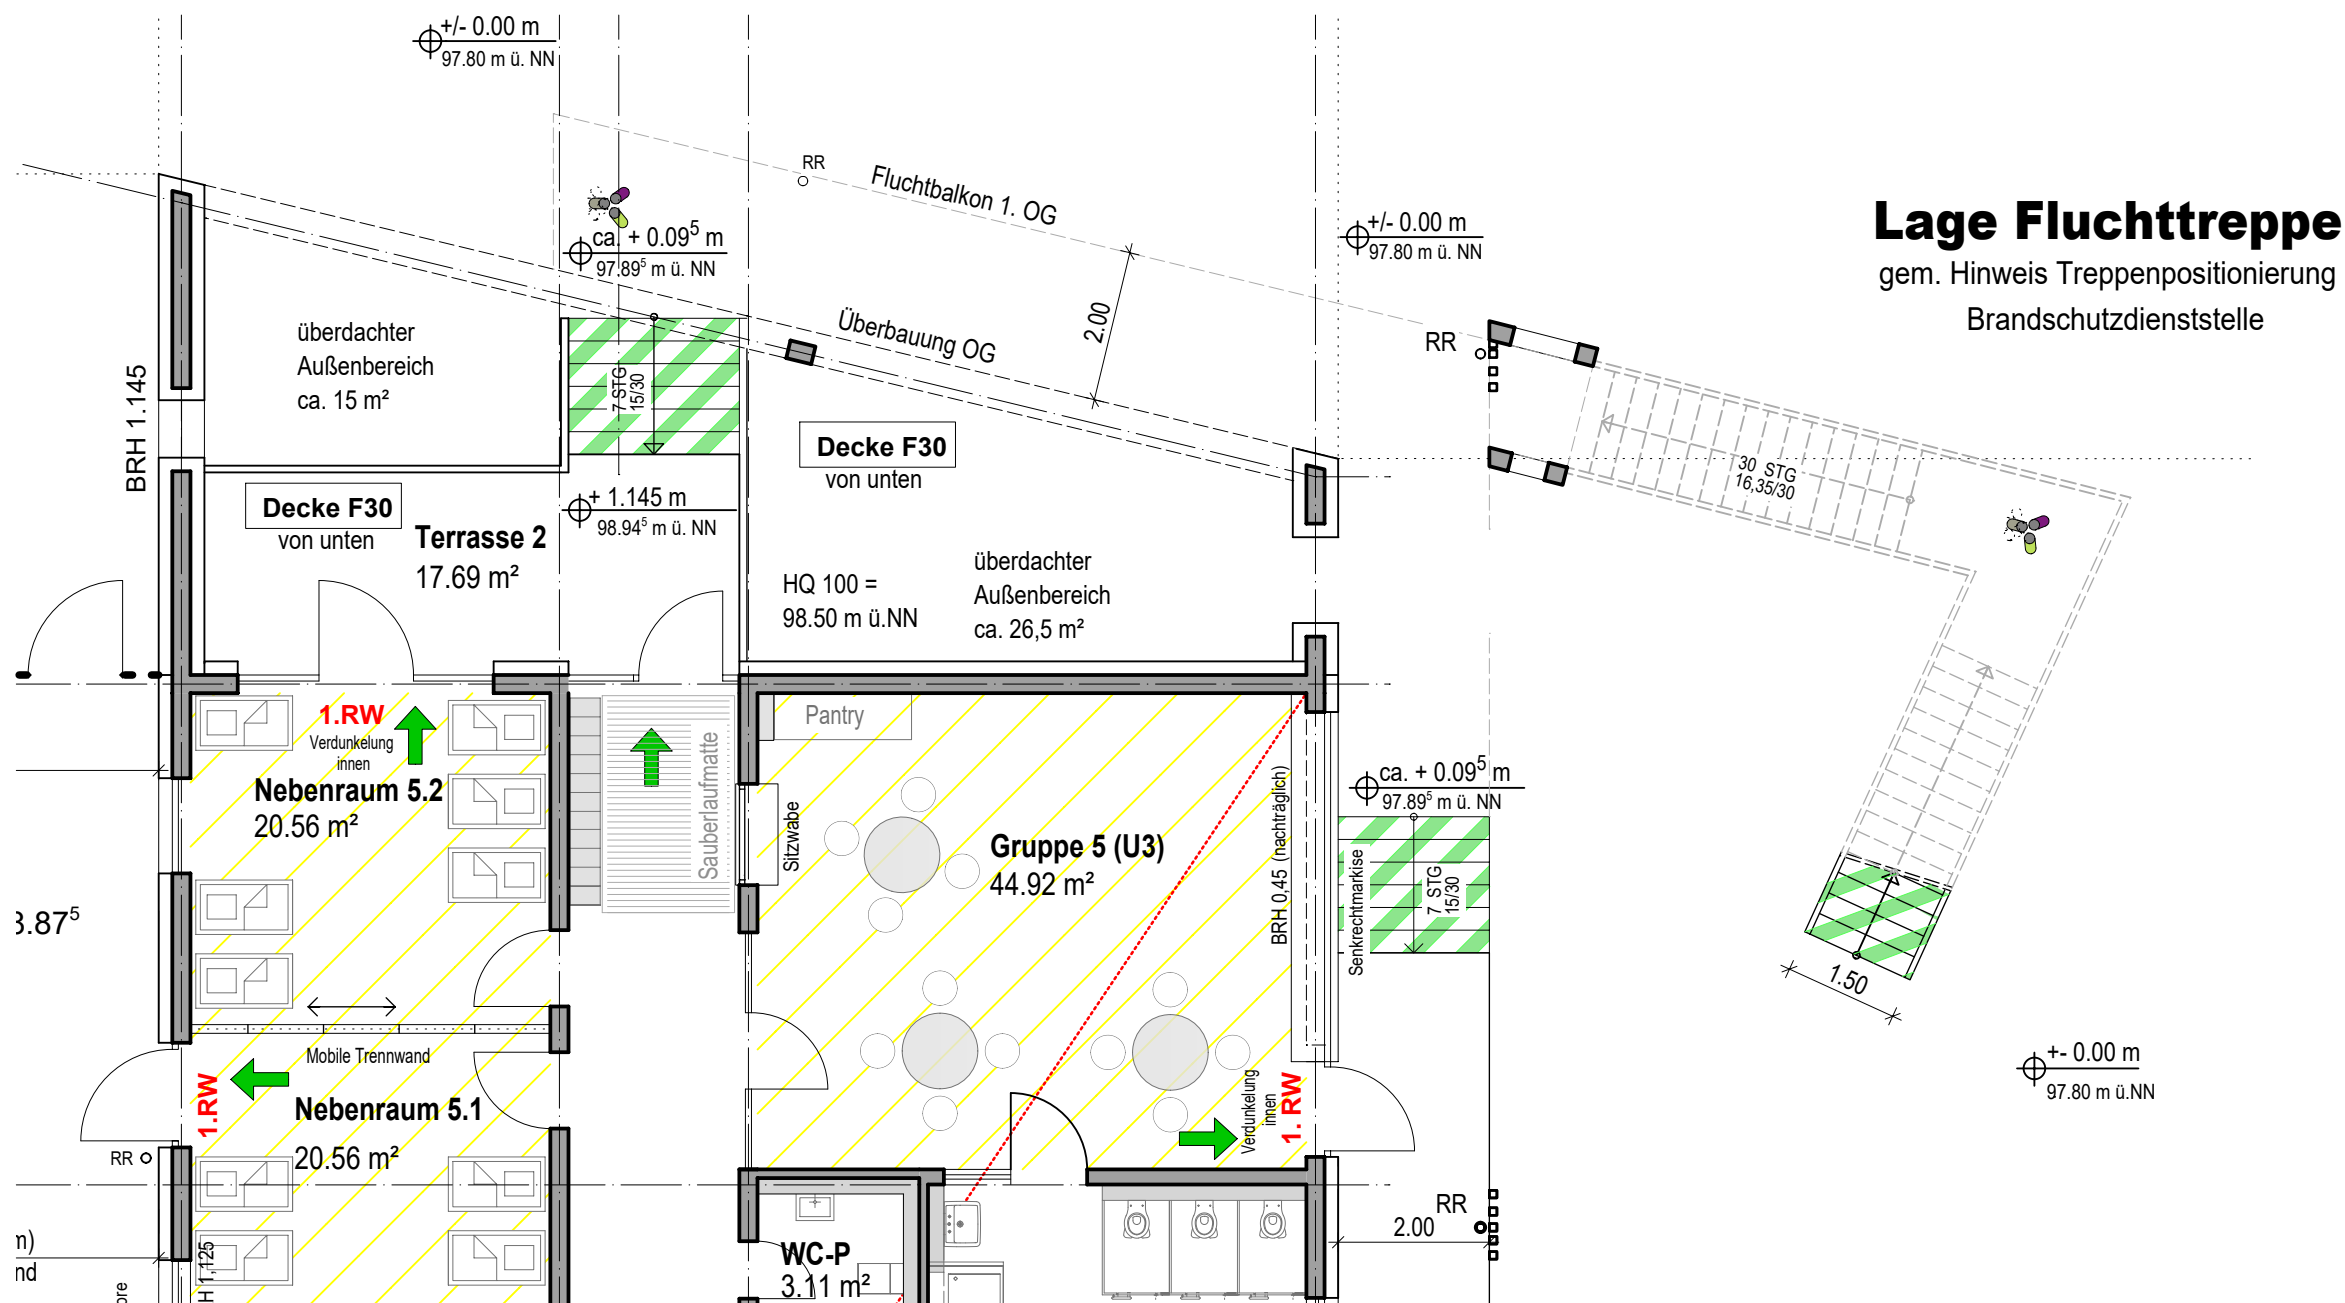 +/- 0.00 m
97.80 m ü. NN
RR
Fluchtbalkon 1. OG
ca. + 0.09⁵ m
97.89⁵ m ü. NN
+/- 0.00 m
97.80 m ü. NN
Lage Fluchttreppe
gem. Hinweis Treppenpositionierung
Brandschutzdienststelle
überdachter
Außenbereich
ca. 15 m²
Überbauung OG
2.00
RR
BRH 1.145
7 STG
15/30
Decke F30
von unten
30 STG
16,35/30
Decke F30
von unten
Terrasse 2
17.69 m²
+ 1.145 m
98.94⁵ m ü. NN
HQ 100 =
98.50 m ü.NN
überdachter
Außenbereich
ca. 26,5 m²
1.RW
Verdunkelung
innen
Nebenraum 5.2
20.56 m²
Sauberlaufmatte
Pantry
Sitzwabe
Gruppe 5 (U3)
44.92 m²
BRH 0,45 (nachträglich)
ca. + 0.09⁵ m
97.89⁵ m ü. NN
Senkrechtmarkise
7 STG
15/30
3.87⁵
1.50
Mobile Trennwand
1.RW
Nebenraum 5.1
20.56 m²
RR
Verdunkelung
innen
1. RW
+- 0.00 m
97.80 m ü.NN
RR
2.00
WC-P
3.11 m²
m)
nd
H 1,125
ore